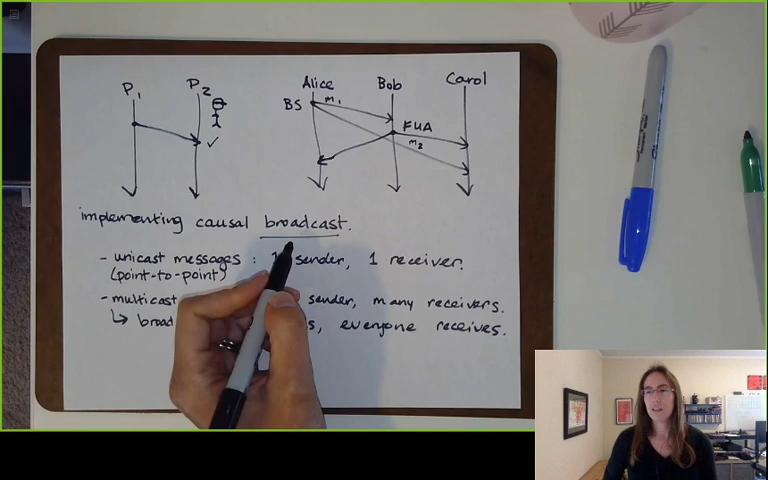 P1 P2
Alice Bob Carol
BS m1
FUA
m2
implementing causal broadcast.
- unicast messages : 1 sender, 1 receiver.
(point-to-point)
- multicast sender, many receivers.
↳ everyone receives.